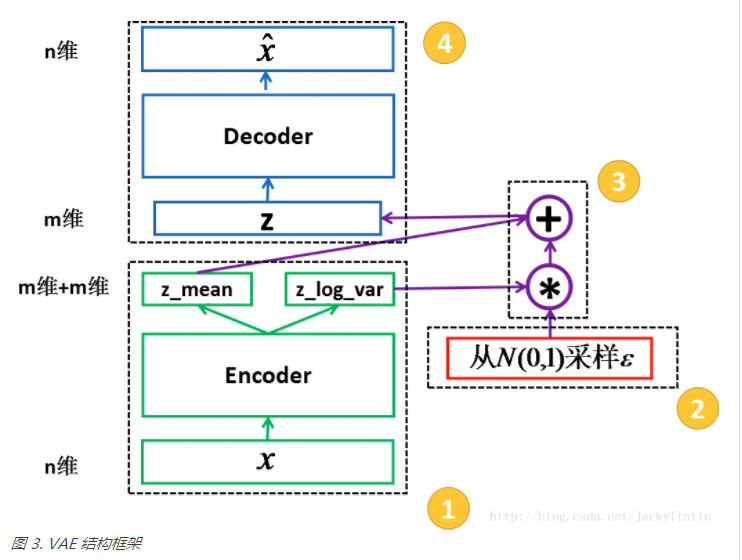 n维
x̂
4
Decoder
3
m维
z
+
m维+m维
z_mean
z_log_var
*
从N(0,1)采样ε
Encoder
2
n维
x
1
http://blog.csdn.net/JackyTintin
图 3. VAE 结构框架